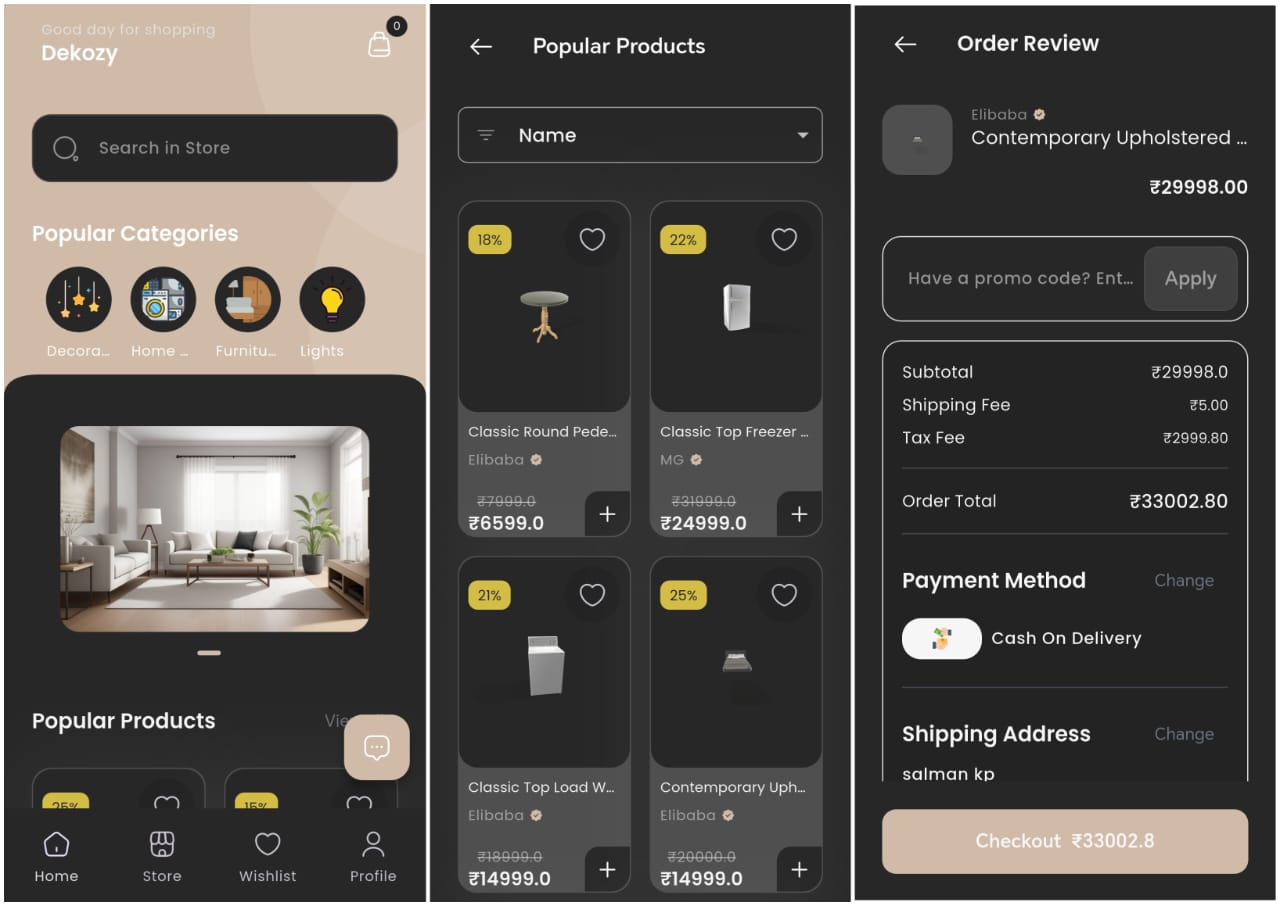 Good day for shopping
Dekozy
0
Search in Store
Popular Categories
Decora...
Home ...
Furnitu...
Lights
Popular Products
Vie
25%
15%
Home
Store
Wishlist
Profile
Popular Products
Name
18%
Classic Round Pede...
Elibaba
₹7999.0
₹6599.0
+
22%
Classic Top Freezer ...
MG
₹31999.0
₹24999.0
+
21%
Classic Top Load W...
Elibaba
₹18999.0
₹14999.0
+
25%
Contemporary Uph...
Elibaba
₹20000.0
₹14999.0
+
Order Review
Elibaba
Contemporary Upholstered ...
₹29998.00
Have a promo code? Ent...
Apply
Subtotal ₹29998.0
Shipping Fee ₹5.00
Tax Fee ₹2999.80
Order Total ₹33002.80
Payment Method Change
Cash On Delivery
Shipping Address Change
salman kp
Checkout ₹33002.8